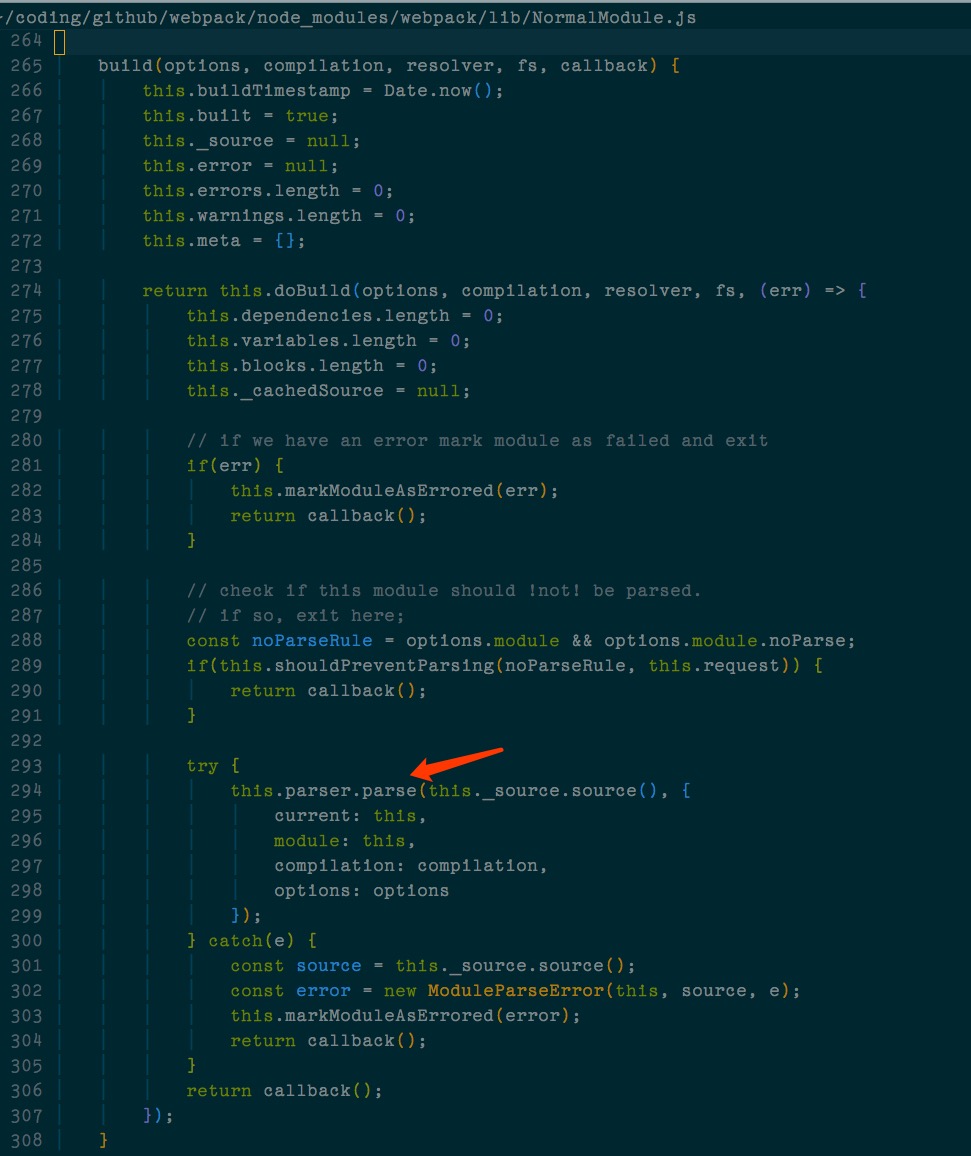 r/coding/github/webpack/node_modules/webpack/lib/NormalModule.js
264
265 build(options, compilation, resolver, fs, callback) {
266 this.buildTimestamp = Date.now();
267 this.built = true;
268 this._source = null;
269 this.error = null;
270 this.errors.length = 0;
271 this.warnings.length = 0;
272 this.meta = {};
273
274 return this.doBuild(options, compilation, resolver, fs, (err) => {
275 this.dependencies.length = 0;
276 this.variables.length = 0;
277 this.blocks.length = 0;
278 this._cachedSource = null;
279
280 // if we have an error mark module as failed and exit
281 if(err) {
282 this.markModuleAsErrored(err);
283 return callback();
284 }
285
286 // check if this module should !not! be parsed.
287 // if so, exit here;
288 const noParseRule = options.module && options.module.noParse;
289 if(this.shouldPreventParsing(noParseRule, this.request)) {
290 return callback();
291 }
292
293 try {
294 this.parser.parse(this._source.source(), {
295 current: this,
296 module: this,
297 compilation: compilation,
298 options: options
299 });
300 } catch(e) {
301 const source = this._source.source();
302 const error = new ModuleParseError(this, source, e);
303 this.markModuleAsErrored(error);
304 return callback();
305 }
306 return callback();
307 });
308 }